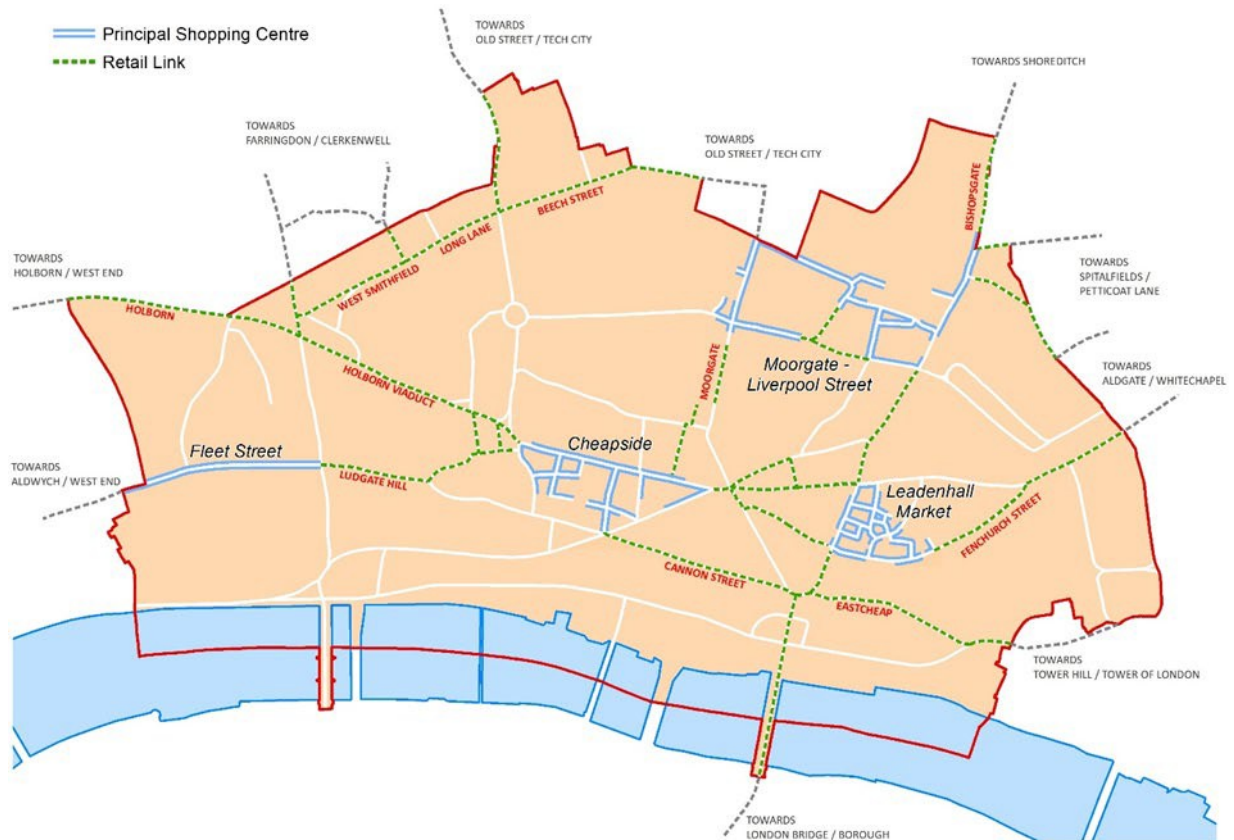 Principal Shopping Centre
Retail Link
TOWARDS
OLD STREET / TECH CITY
TOWARDS SHOREDITCH
TOWARDS
FARRINGDON / CLERKENWELL
TOWARDS
OLD STREET / TECH CITY
BISHOPSGATE
BEECH STREET
LONG LANE
WEST SMITHFIELD
TOWARDS
HOLBORN / WEST END
TOWARDS
SPITALFIELDS /
PETTICOAT LANE
HOLBORN
MOORGATE
Moorgate -
Liverpool Street
TOWARDS
ALDGATE / WHITECHAPEL
HOLBORN VIADUCT
Fleet Street
Cheapside
TOWARDS
ALDWYCH / WEST END
LUDGATE HILL
Leadenhall
Market
FENCHURCH STREET
CANNON STREET
EASTCHEAP
TOWARDS
TOWER HILL / TOWER OF LONDON
TOWARDS
LONDON BRIDGE / BOROUGH